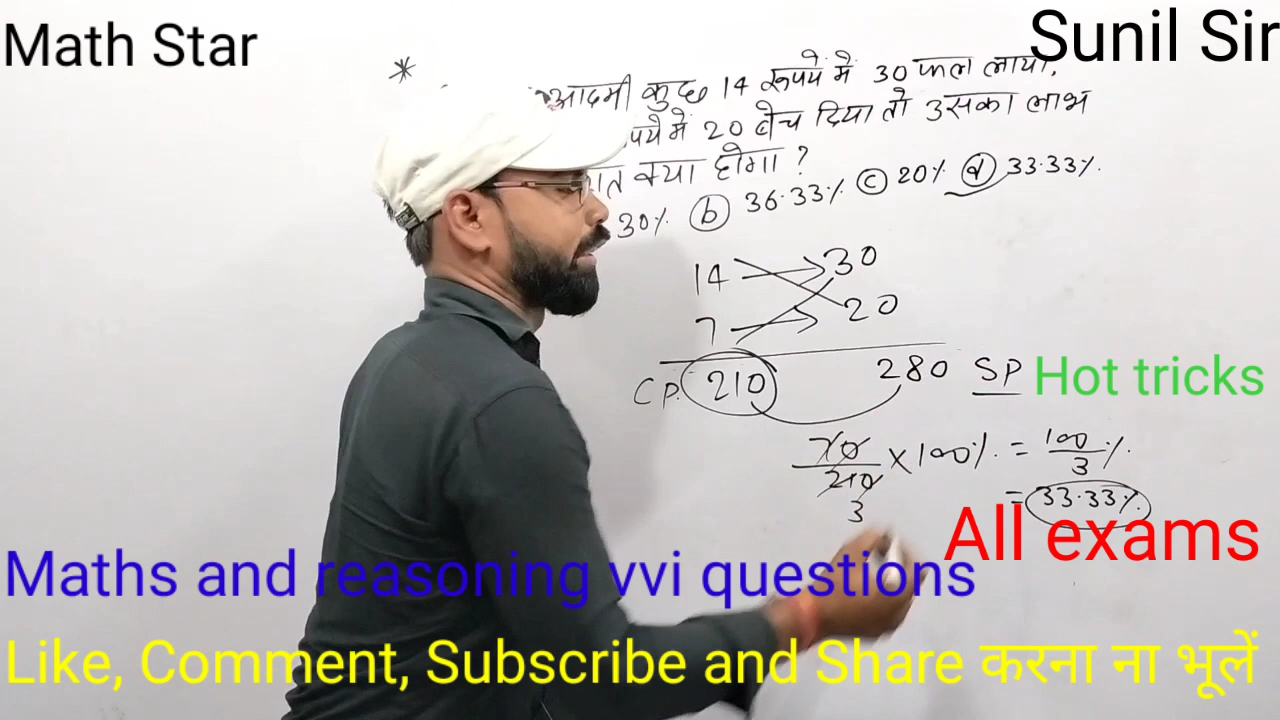 Math Star
Sunil Sir
* आदमी कुछ 14 रूपये में 30 फल लाया,
पये में 20 बेच दिया तो उसका लाभ
शत क्या होगा ?
30% (b) 36.33% (c) 20% (d) 33.33%.
14 30
7 20
C P. 210 280 SP
Hot tricks
70/210 × 100% = 100/3 %.
3
= 33.33%.
All exams
Maths and reasoning vvi questions
Like, Comment, Subscribe and Share करना ना भूलें